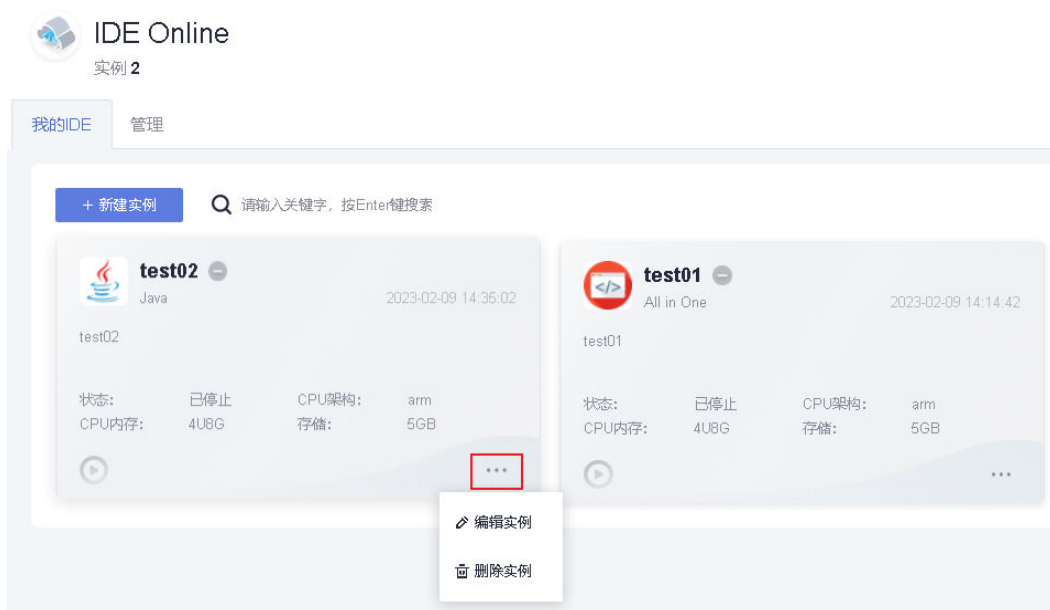 IDE Online
实例 2
我的IDE 管理
+ 新建实例 请输入关键字，按Enter键搜索
test02
Java 2023-02-09 14:35:02
test02
状态: 已停止 CPU架构: arm
CPU内存: 4U8G 存储: 5GB
test01
All in One 2023-02-09 14:14:42
test01
状态: 已停止 CPU架构: arm
CPU内存: 4U8G 存储: 5GB
编辑实例
删除实例